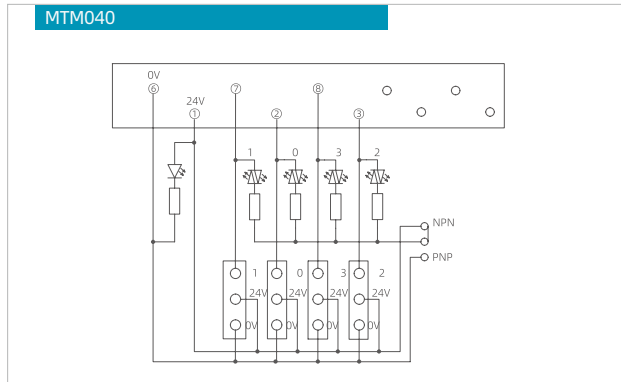 MTM040
0V
⑥ ⑦ ⑧
24V
① ② ③
1 0 3 2
NPN
PNP
1 0 3 2
24V 24V 24V 24V
0V 0V 0V 0V